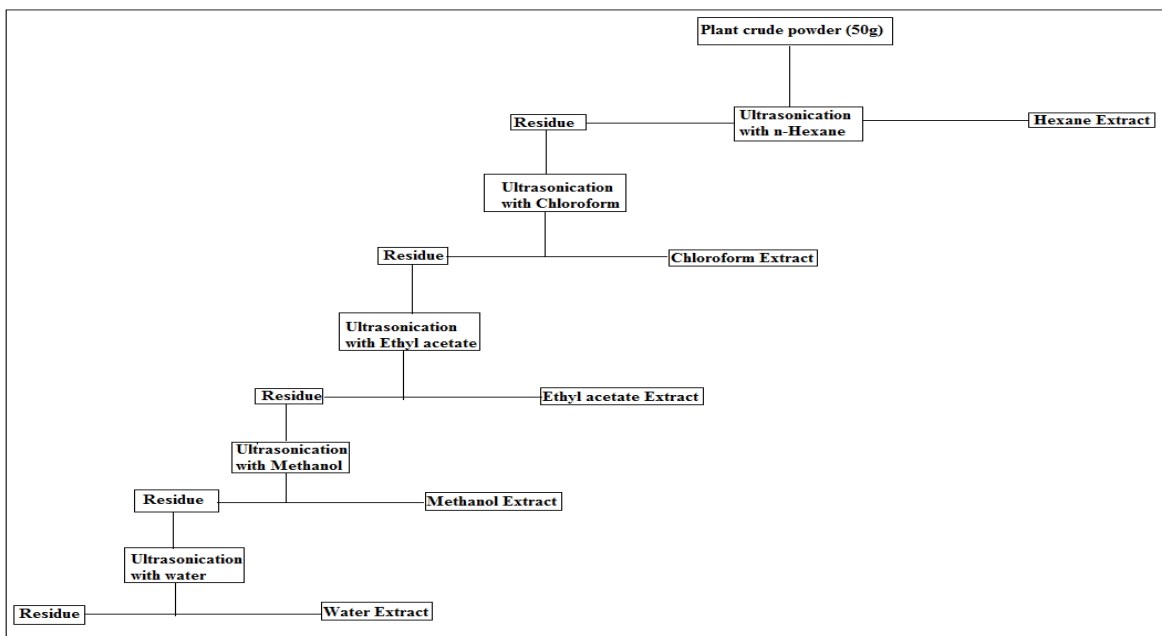 Plant crude powder (50g)
Residue
Ultrasonication
with n-Hexane
Hexane Extract
Ultrasonication
with Chloroform
Residue
Chloroform Extract
Ultrasonication
with Ethyl acetate
Residue
Ethyl acetate Extract
Ultrasonication
with Methanol
Residue
Methanol Extract
Ultrasonication
with water
Residue
Water Extract